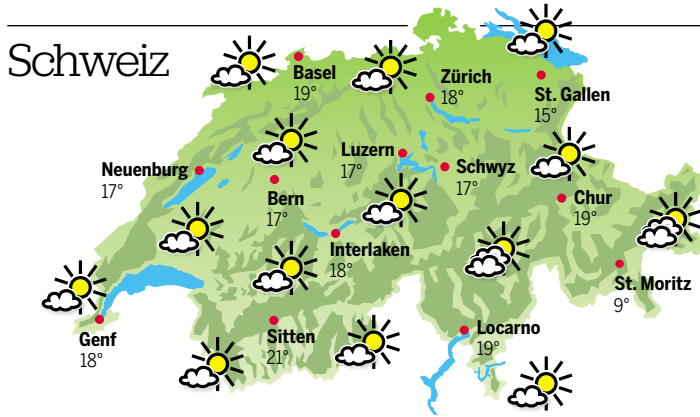 Schweiz
Basel
19°
Zürich
18°
St. Gallen
15°
Neuenburg
17°
Bern
17°
Luzern
17°
Schwyz
17°
Chur
19°
Interlaken
18°
St. Moritz
9°
Genf
18°
Sitten
21°
Locarno
19°